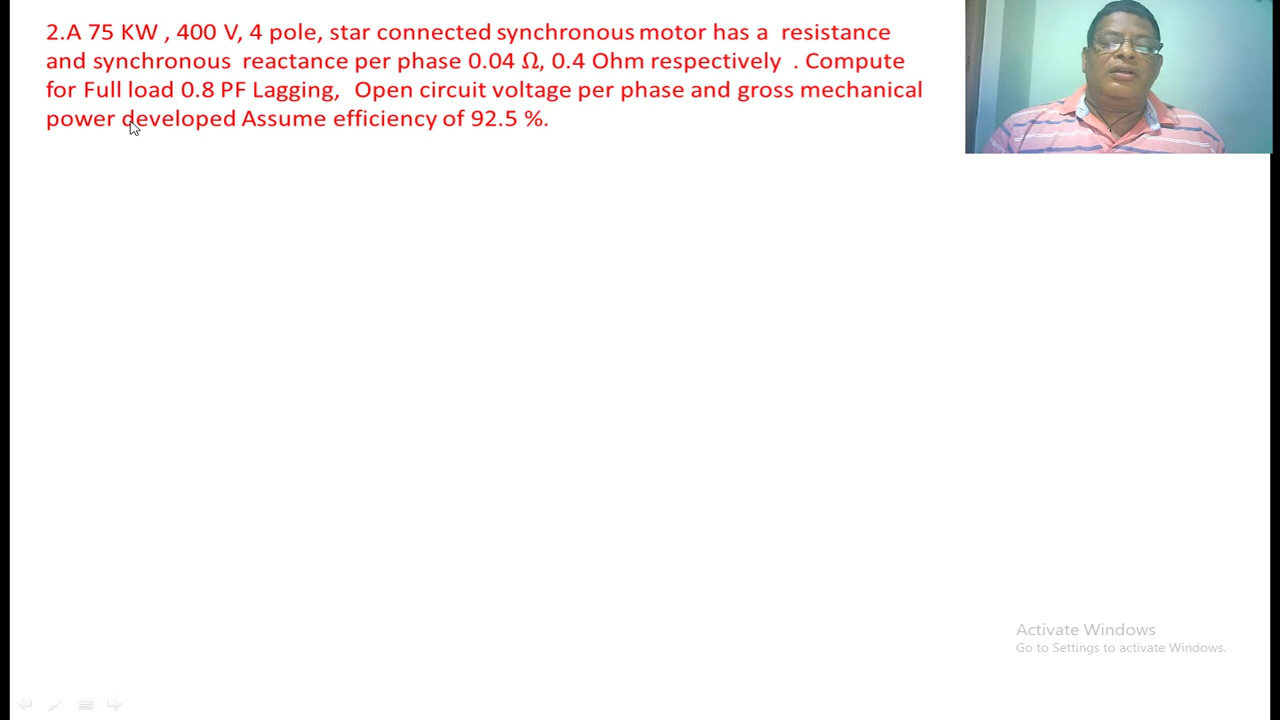 2.A 75 KW , 400 V, 4 pole, star connected synchronous motor has a resistance
and synchronous reactance per phase 0.04 Ω, 0.4 Ohm respectively . Compute
for Full load 0.8 PF Lagging, Open circuit voltage per phase and gross mechanical
power developed Assume efficiency of 92.5 %.
Activate Windows
Go to Settings to activate Windows.